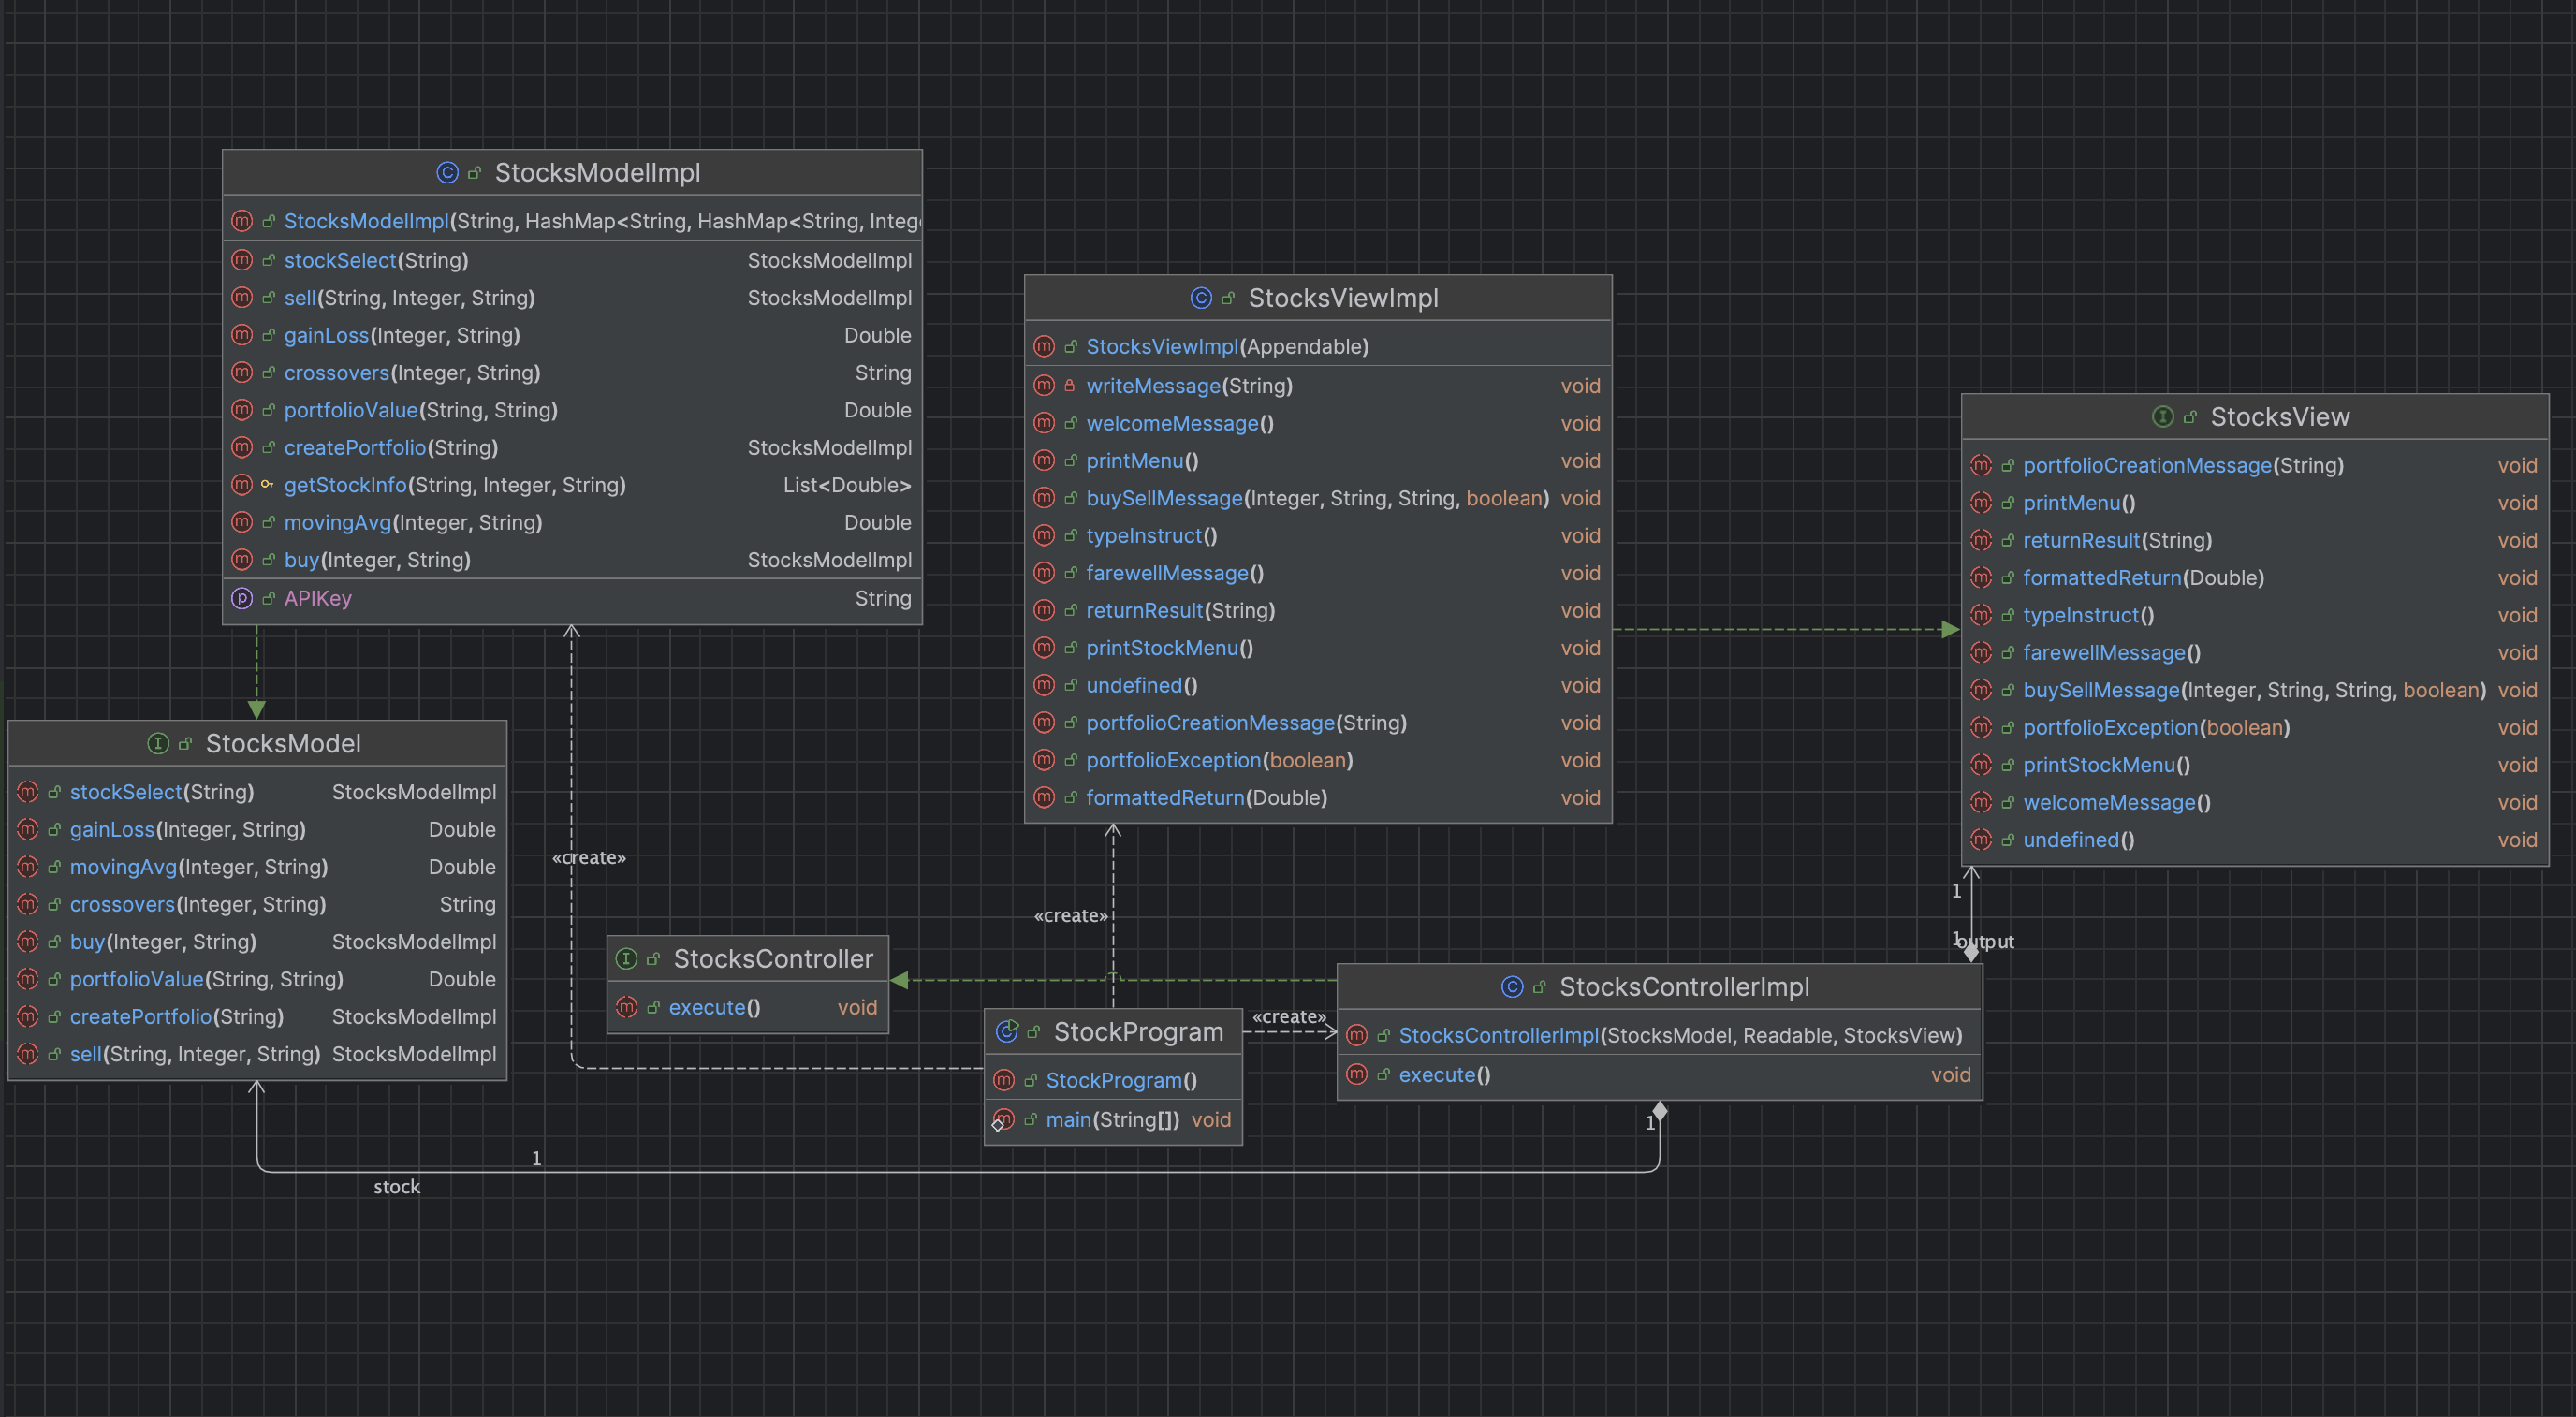 StocksModelImpl
StocksModelImpl(String, HashMap<String, HashMap<String, Intege
stockSelect(String) StocksModelImpl
sell(String, Integer, String) StocksModelImpl
gainLoss(Integer, String) Double
crossovers(Integer, String) String
portfolioValue(String, String) Double
createPortfolio(String) StocksModelImpl
getStockInfo(String, Integer, String) List<Double>
movingAvg(Integer, String) Double
buy(Integer, String) StocksModelImpl
APIKey String
StocksViewImpl
StocksViewImpl(Appendable)
writeMessage(String) void
welcomeMessage() void
printMenu() void
buySellMessage(Integer, String, String, boolean) void
typeInstruct() void
farewellMessage() void
returnResult(String) void
printStockMenu() void
undefined() void
portfolioCreationMessage(String) void
portfolioException(boolean) void
formattedReturn(Double) void
StocksView
portfolioCreationMessage(String) void
printMenu() void
returnResult(String) void
formattedReturn(Double) void
typeInstruct() void
farewellMessage() void
buySellMessage(Integer, String, String, boolean) void
portfolioException(boolean) void
printStockMenu() void
welcomeMessage() void
undefined() void
StocksModel
stockSelect(String) StocksModelImpl
gainLoss(Integer, String) Double
movingAvg(Integer, String) Double
crossovers(Integer, String) String
buy(Integer, String) StocksModelImpl
portfolioValue(String, String) Double
createPortfolio(String) StocksModelImpl
sell(String, Integer, String) StocksModelImpl
«create»
«create»
1
1
output
StocksController
execute() void
StockProgram
StockProgram()
main(String[]) void
«create»
StocksControllerImpl
StocksControllerImpl(StocksModel, Readable, StocksView)
execute() void
1
1
stock